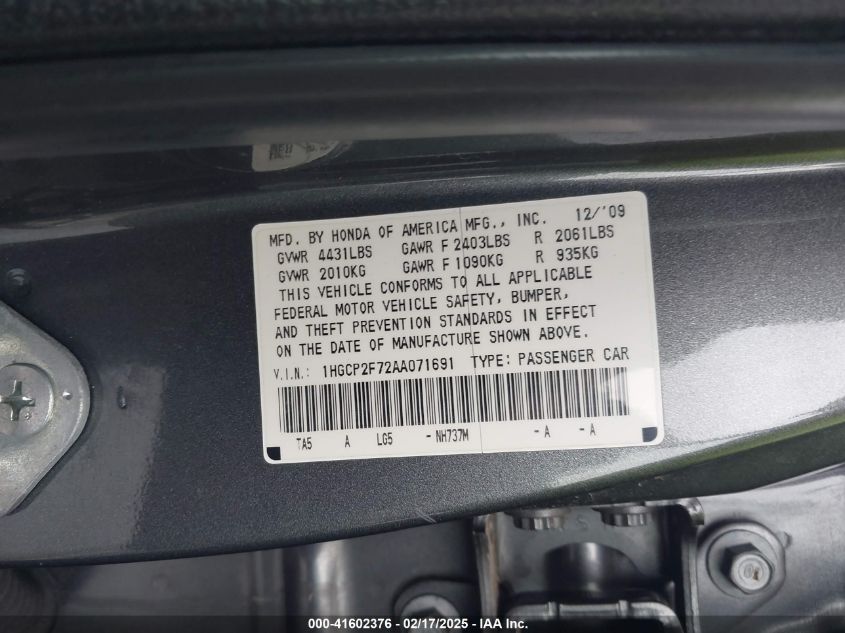 MFD. BY HONDA OF AMERICA MFG., INC. 12/'09
GVWR 4431LBS GAWR F 2403LBS R 2061LBS
GVWR 2010KG GAWR F 1090KG R 935KG
THIS VEHICLE CONFORMS TO ALL APPLICABLE
FEDERAL MOTOR VEHICLE SAFETY, BUMPER,
AND THEFT PREVENTION STANDARDS IN EFFECT
ON THE DATE OF MANUFACTURE SHOWN ABOVE.
V.I.N.: 1HGCP2F72AA071691 TYPE: PASSENGER CAR
TA5 A LG5 -NH737M -A -A
000-41602376 | 02/17/2025 | IAA Inc.